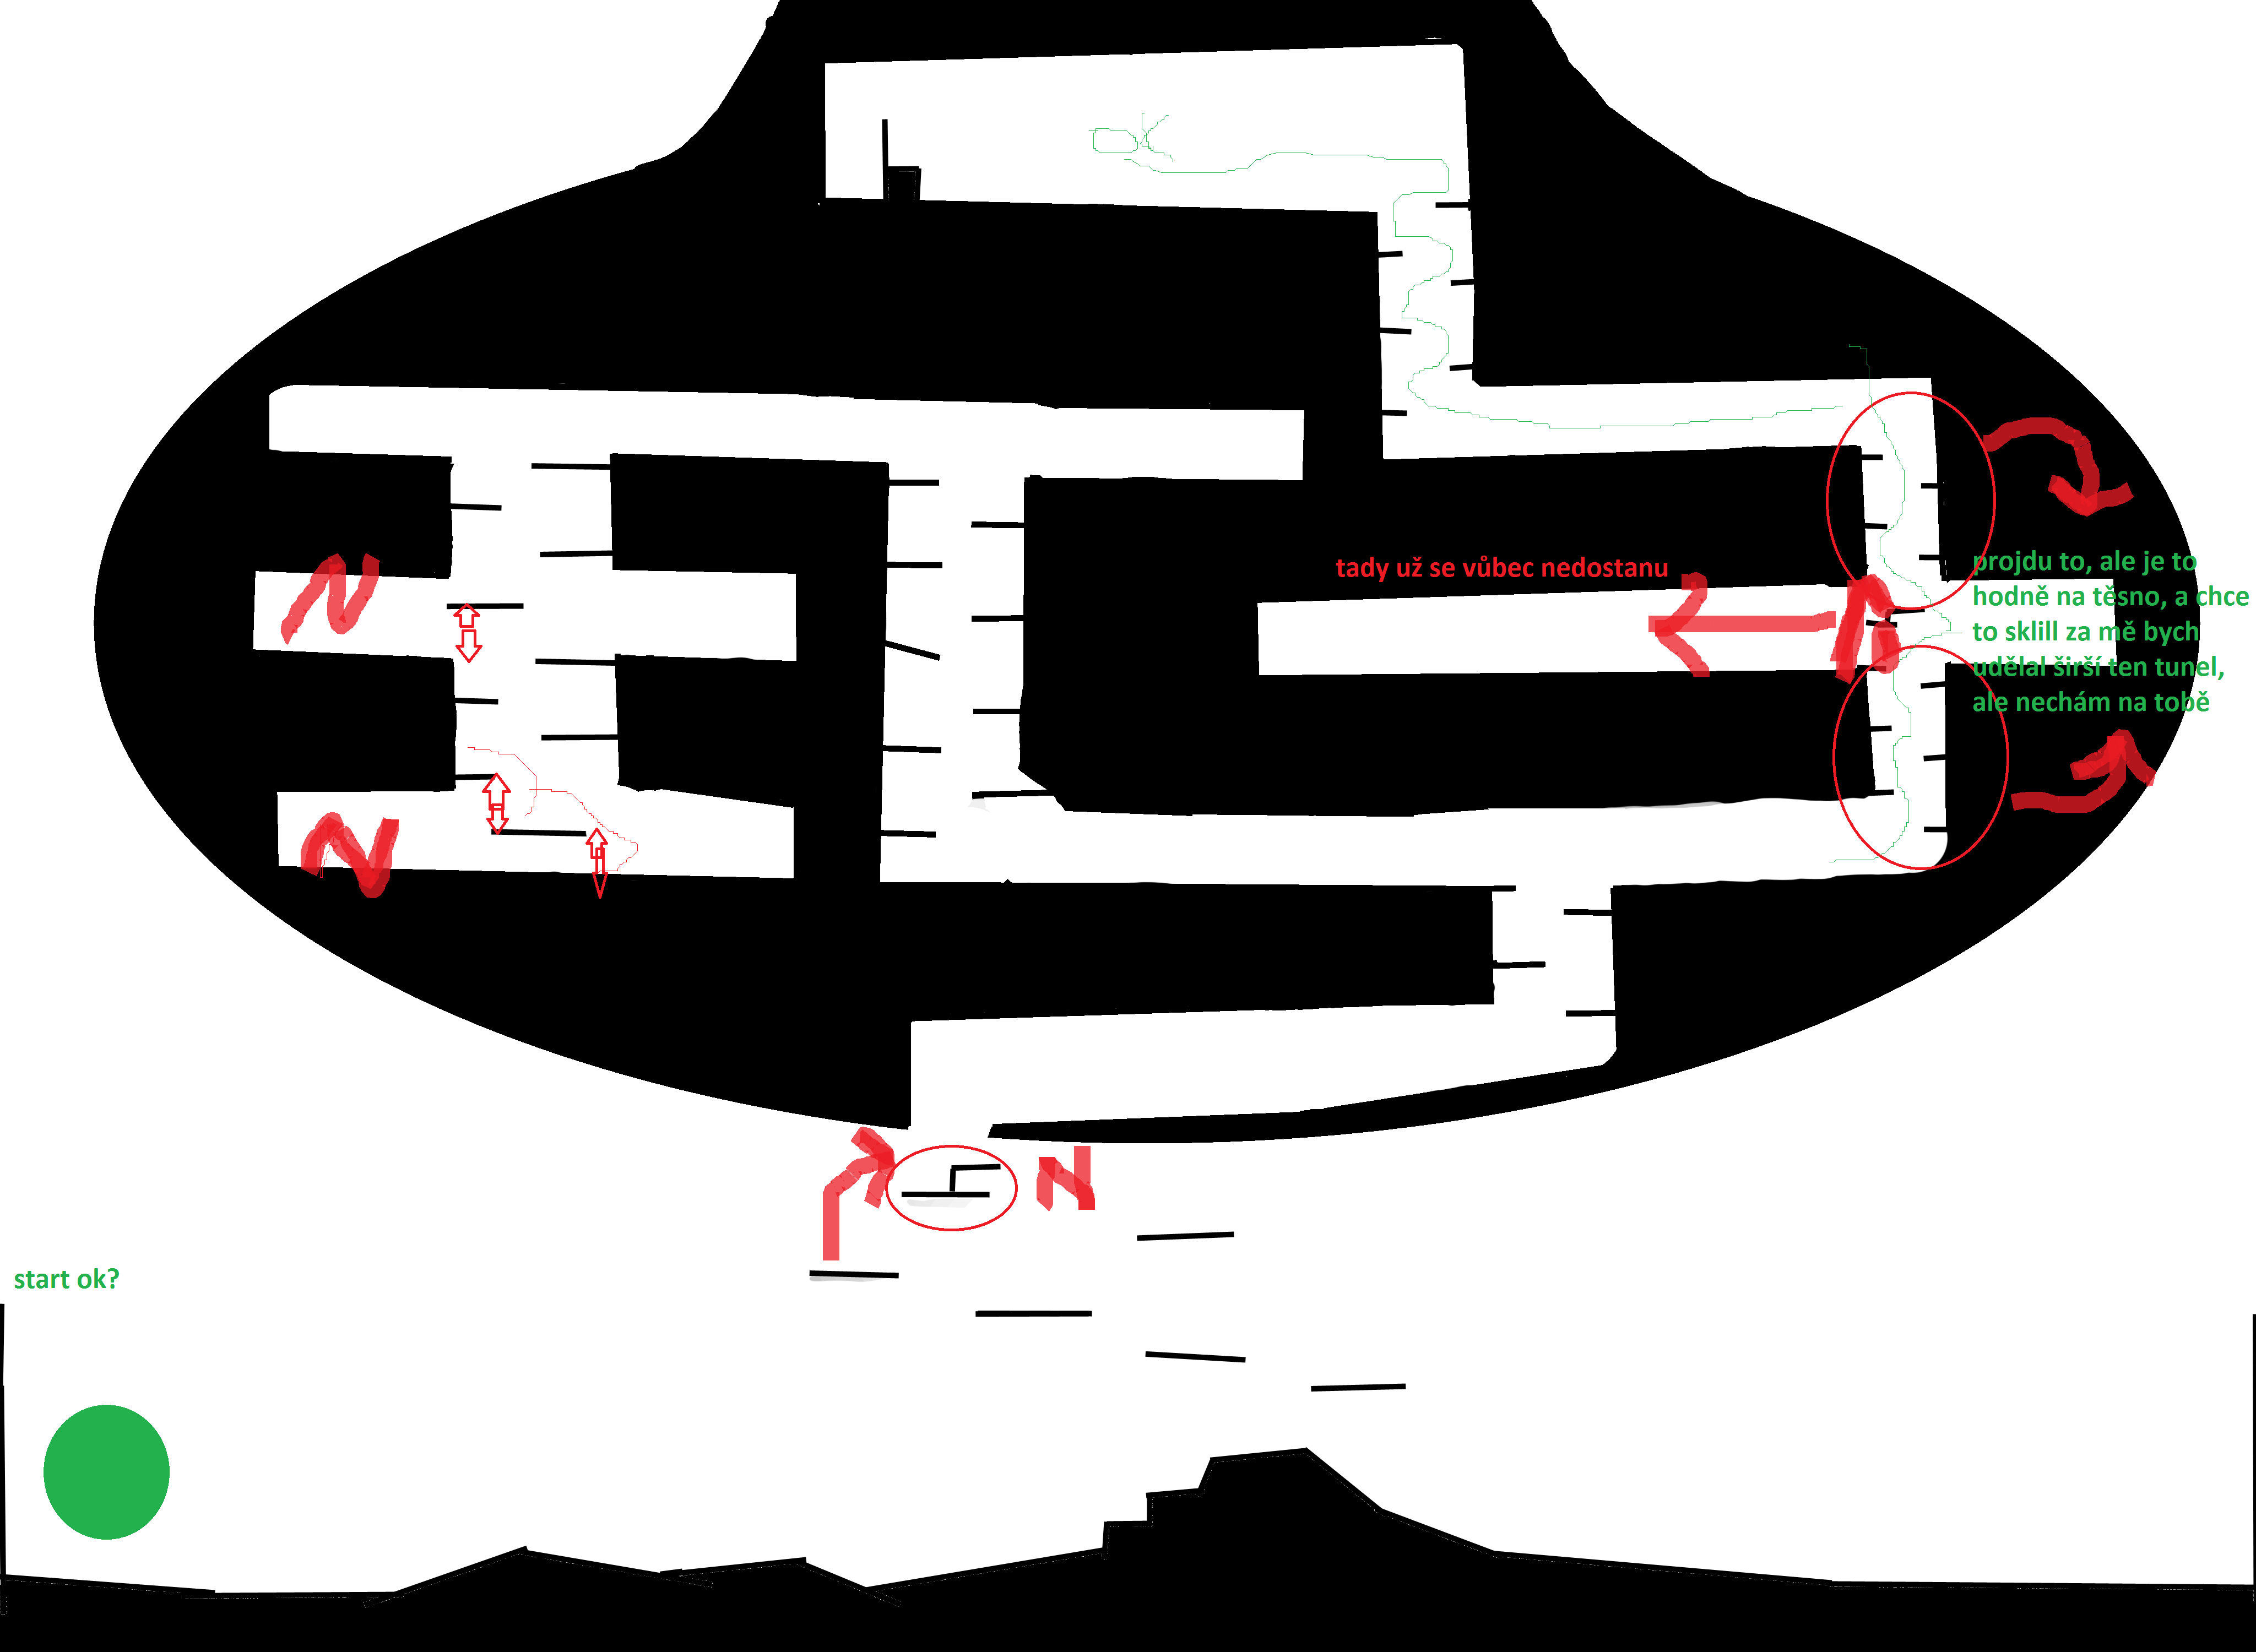 ok
tady už se vůbec nedostanu
projdu to, ale je to
hodně na těsno, a chce
to sklill za mě bych
udělal širší ten tunel,
ale nechám na tobě
N
N
N
start ok?